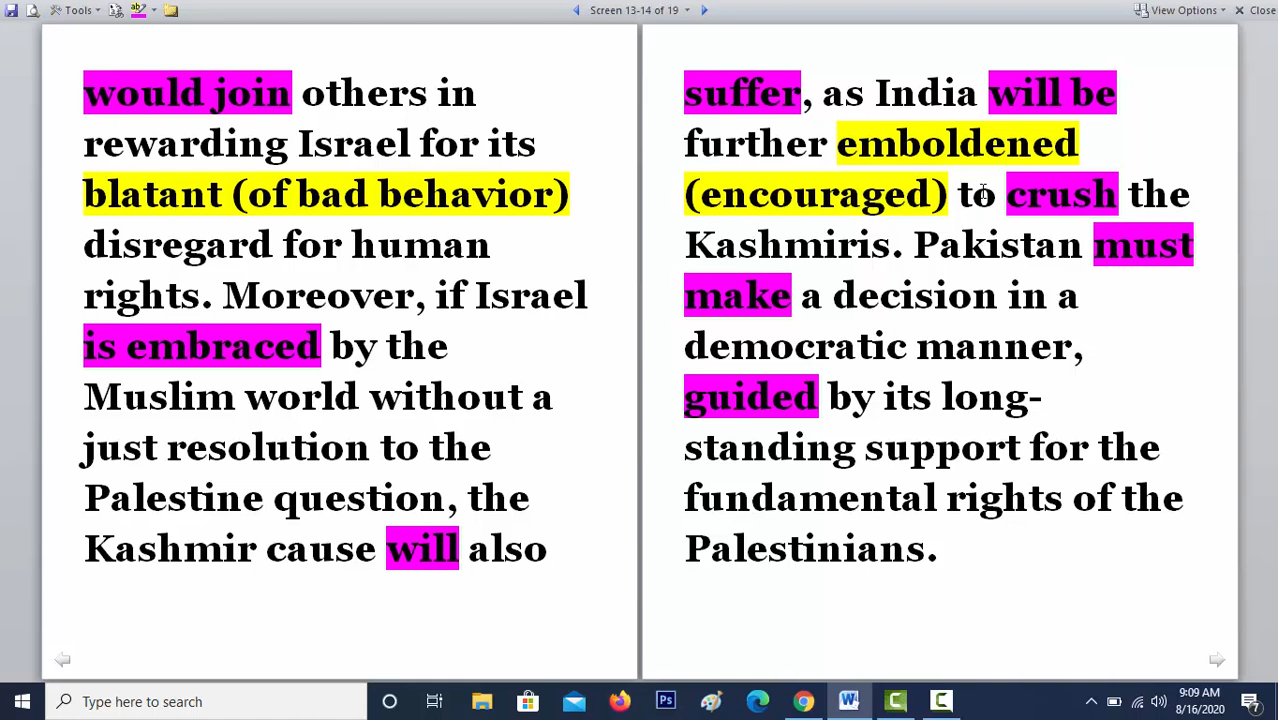 Tools
Screen 13-14 of 19
View Options
Close
would join others in
rewarding Israel for its
blatant (of bad behavior)
disregard for human
rights. Moreover, if Israel
is embraced by the
Muslim world without a
just resolution to the
Palestine question, the
Kashmir cause will also
suffer, as India will be
further emboldened
(encouraged) to crush the
Kashmiris. Pakistan must
make a decision in a
democratic manner,
guided by its long-
standing support for the
fundamental rights of the
Palestinians.
Type here to search
9:09 AM
8/16/2020